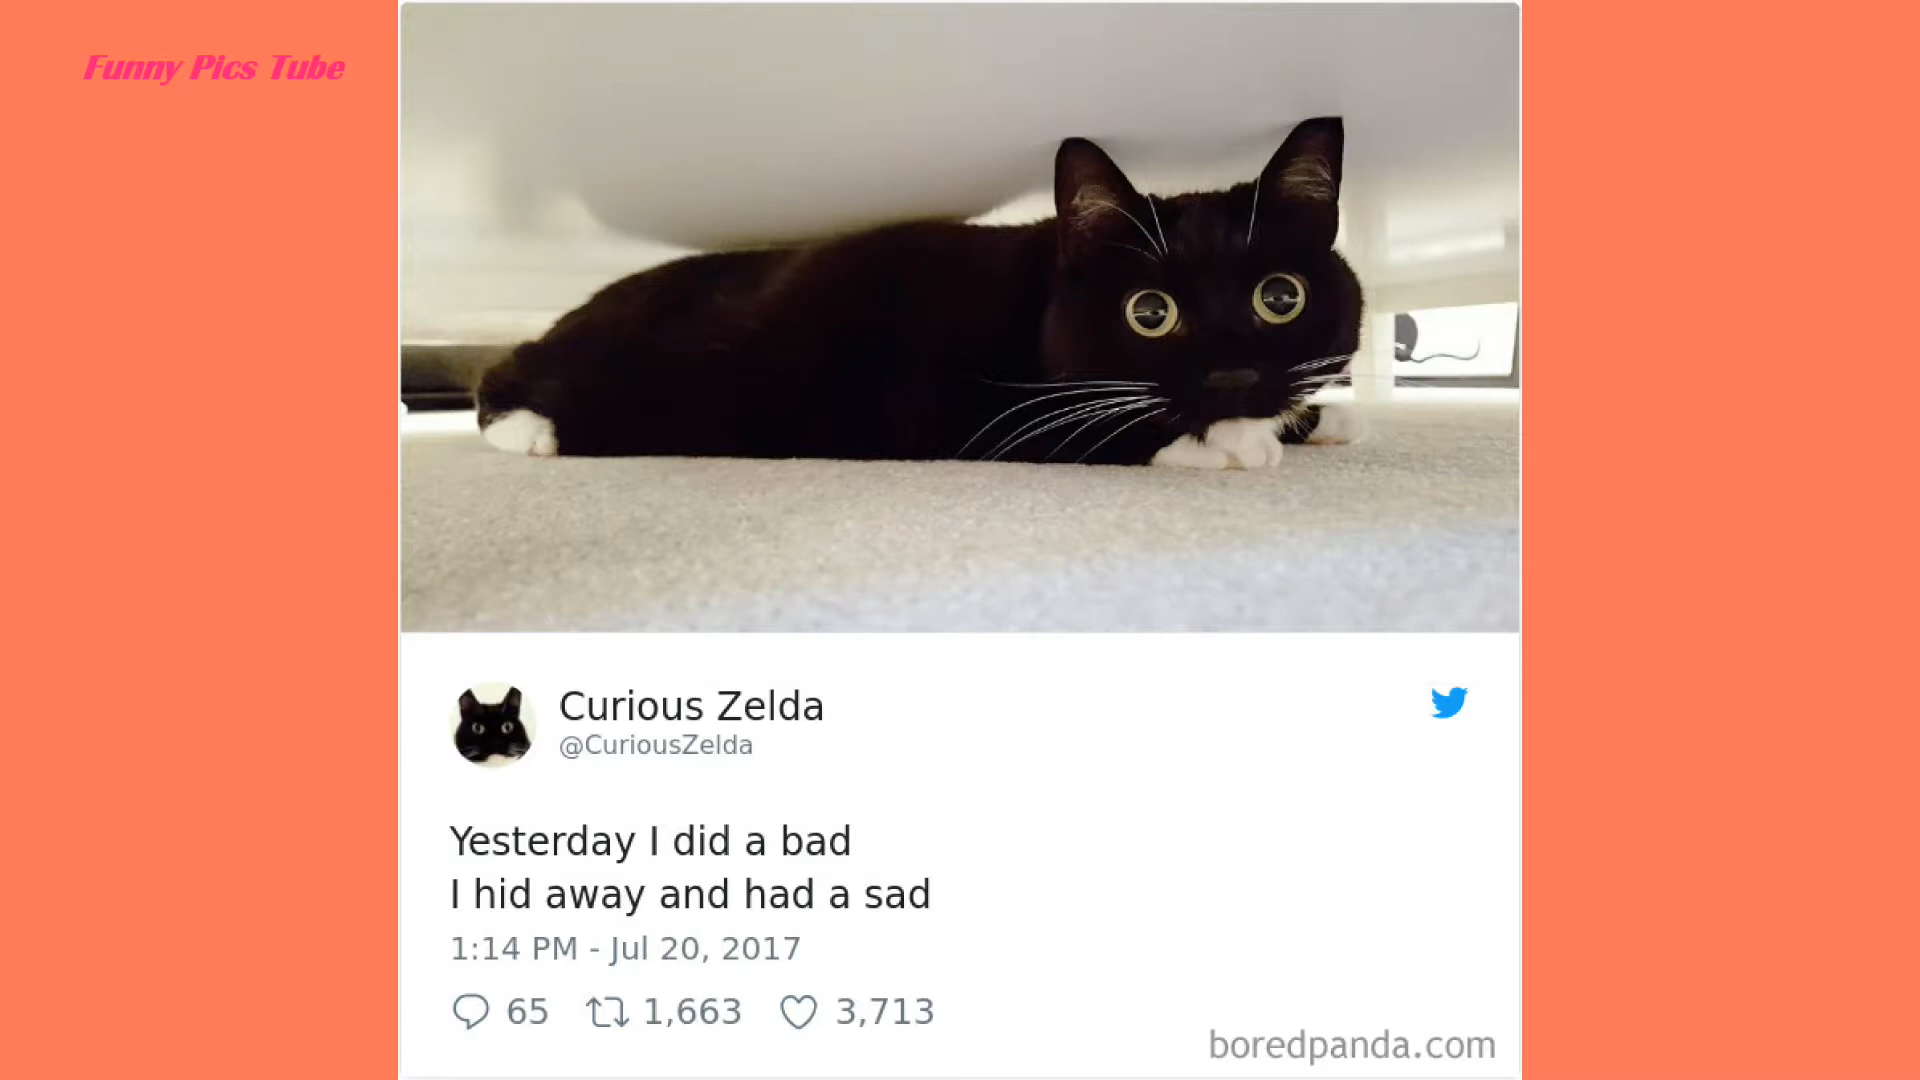 Funny Pics Tube
Curious Zelda
@CuriousZelda
Yesterday I did a bad
I hid away and had a sad
1:14 PM - Jul 20, 2017
65 1,663 3,713
boredpanda.com